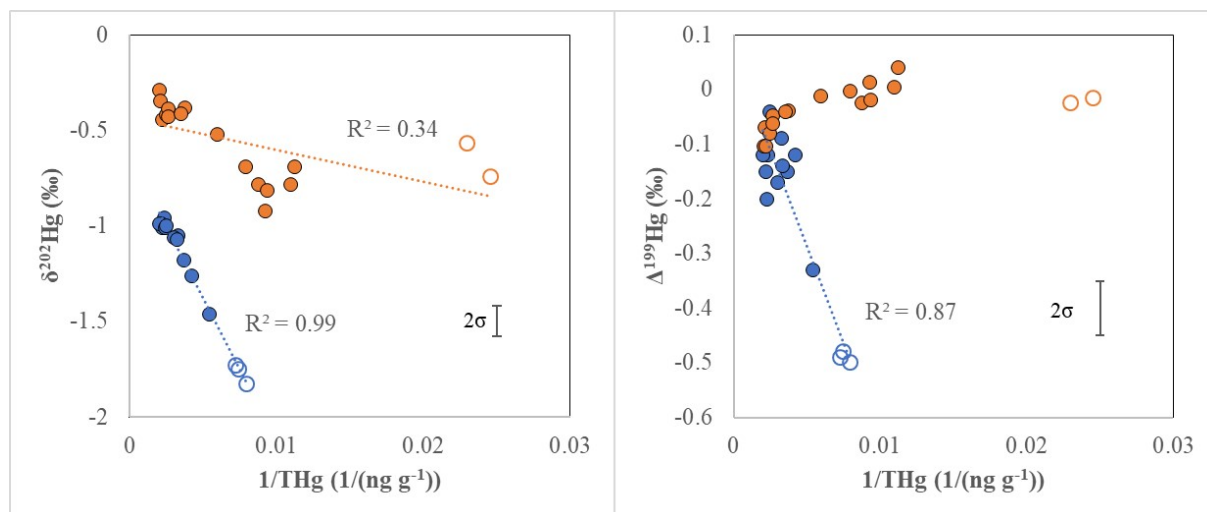 0
-0.5
-1
-1.5
-2
δ²⁰²Hg (‰)
R² = 0.34
R² = 0.99
2σ
0 0.01 0.02 0.03
1/THg (1/(ng g⁻¹))
0.1
0
-0.1
-0.2
-0.3
-0.4
-0.5
-0.6
Δ¹⁹⁹Hg (‰)
R² = 0.87
2σ
0 0.01 0.02 0.03
1/THg (1/(ng g⁻¹))